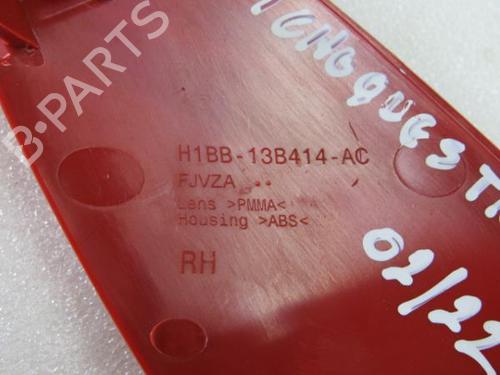 H1BB-13B414-AC
FJVZA
Lens >PMMA<
Housing >ABS<
RH
02/22
B-PARTS